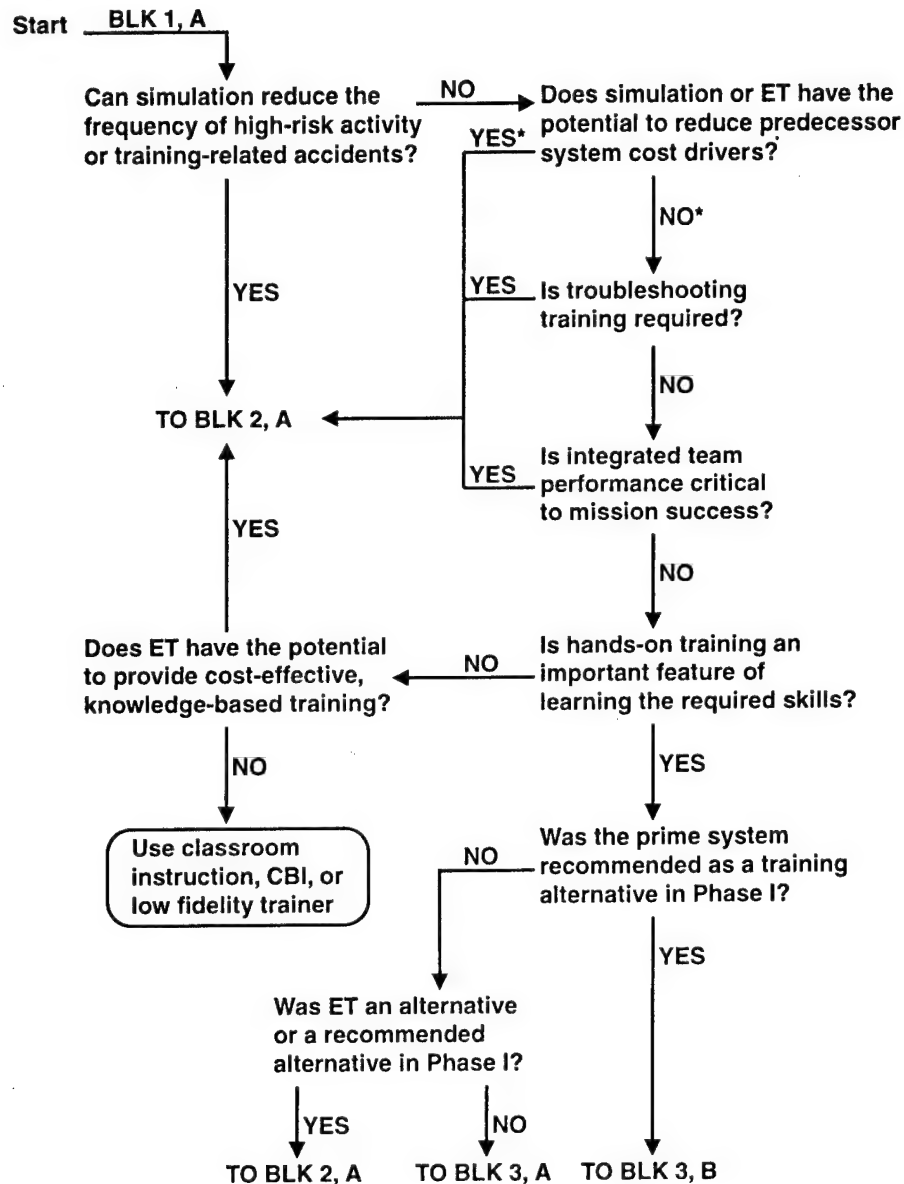 Start
BLK 1, A
Can simulation reduce the
frequency of high-risk activity
or training-related accidents?
NO
Does simulation or ET have the
potential to reduce predecessor
system cost drivers?
YES*
NO*
YES
YES
Is troubleshooting
training required?
NO
TO BLK 2, A
YES
Is integrated team
performance critical
to mission success?
YES
NO
Does ET have the potential
to provide cost-effective,
knowledge-based training?
NO
Is hands-on training an
important feature of
learning the required skills?
NO
YES
Use classroom
instruction, CBI, or
low fidelity trainer
NO
Was the prime system
recommended as a training
alternative in Phase I?
YES
Was ET an alternative
or a recommended
alternative in Phase I?
YES
NO
TO BLK 2, A
TO BLK 3, A
TO BLK 3, B